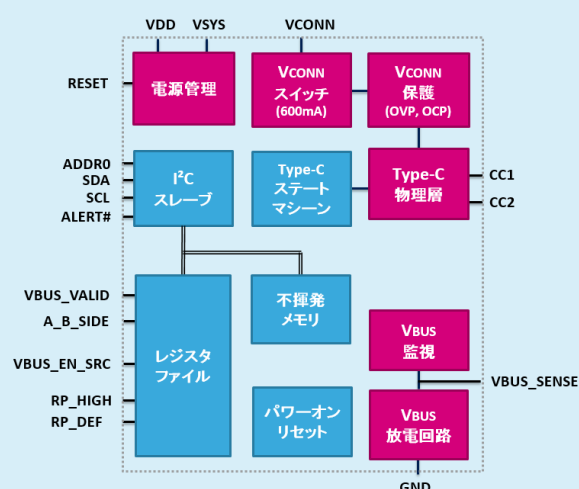 VDD
VSYS
VCONN
RESET
電源管理
VCONN
スイッチ
(600mA)
VCONN
保護
(OVP, OCP)
ADDR0
SDA
SCL
ALERT#
I²C
スレーブ
Type-C
ステート
マシーン
Type-C
物理層
CC1
CC2
VBUS_VALID
A_B_SIDE
VBUS_EN_SRC
RP_HIGH
RP_DEF
レジスタ
ファイル
不揮発
メモリ
パワーオン
リセット
VBUS
監視
VBUS_SENSE
VBUS
放電回路
GND